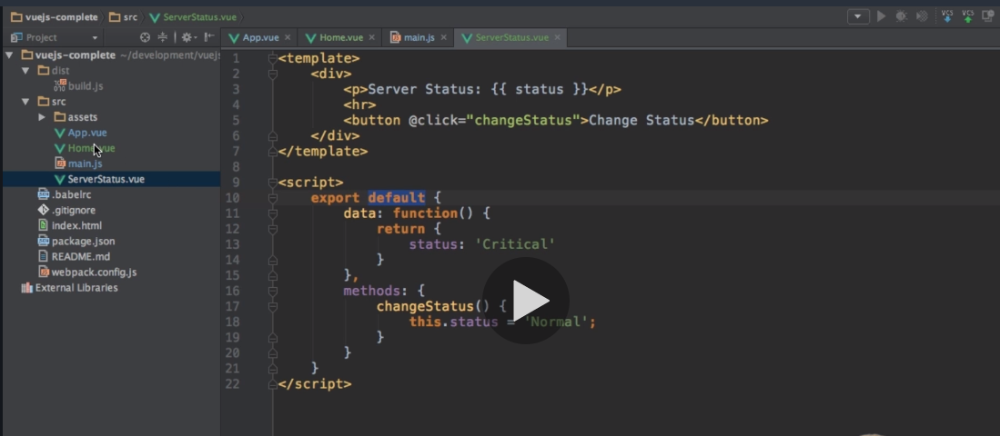 vuejs-complete src ServerStatus.vue
Project
App.vue Home.vue main.js ServerStatus.vue
vuejs-complete ~/development/vuejs
dist
build.js
src
assets
App.vue
Home.vue
main.js
ServerStatus.vue
.babelrc
.gitignore
index.html
package.json
README.md
webpack.config.js
External Libraries
1 <template>
2 <div>
3 <p>Server Status: {{ status }}</p>
4 <hr>
5 <button @click="changeStatus">Change Status</button>
6 </div>
7 </template>
8
9 <script>
10 export default {
11 data: function() {
12 return {
13 status: 'Critical'
14 }
15 },
16 methods: {
17 changeStatus() {
18 this.status = 'Normal';
19 }
20 }
21 }
22 </script>
VCS VCS